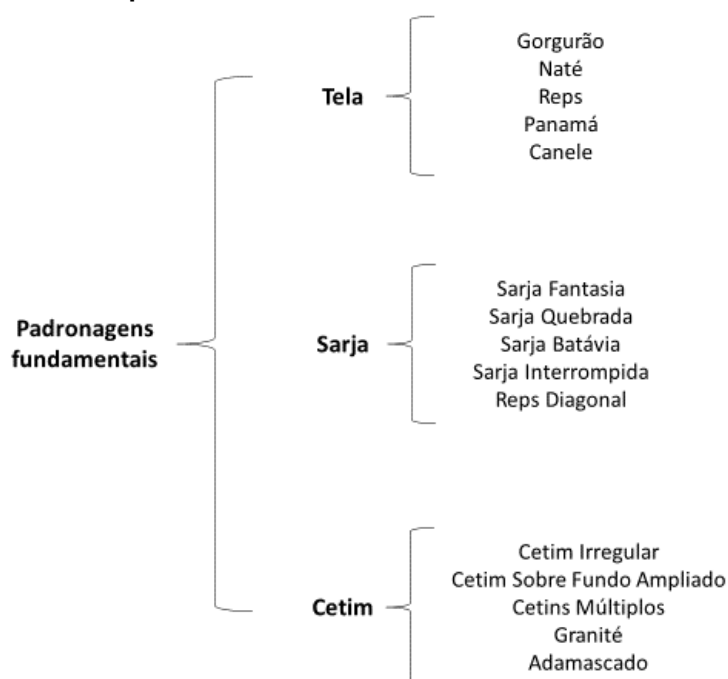 Padronagens
fundamentais
Tela
Gorgurão
Naté
Reps
Panamá
Canele
Sarja
Sarja Fantasia
Sarja Quebrada
Sarja Batávia
Sarja Interrompida
Reps Diagonal
Cetim
Cetim Irregular
Cetim Sobre Fundo Ampliado
Cetins Múltiplos
Granité
Adamascado